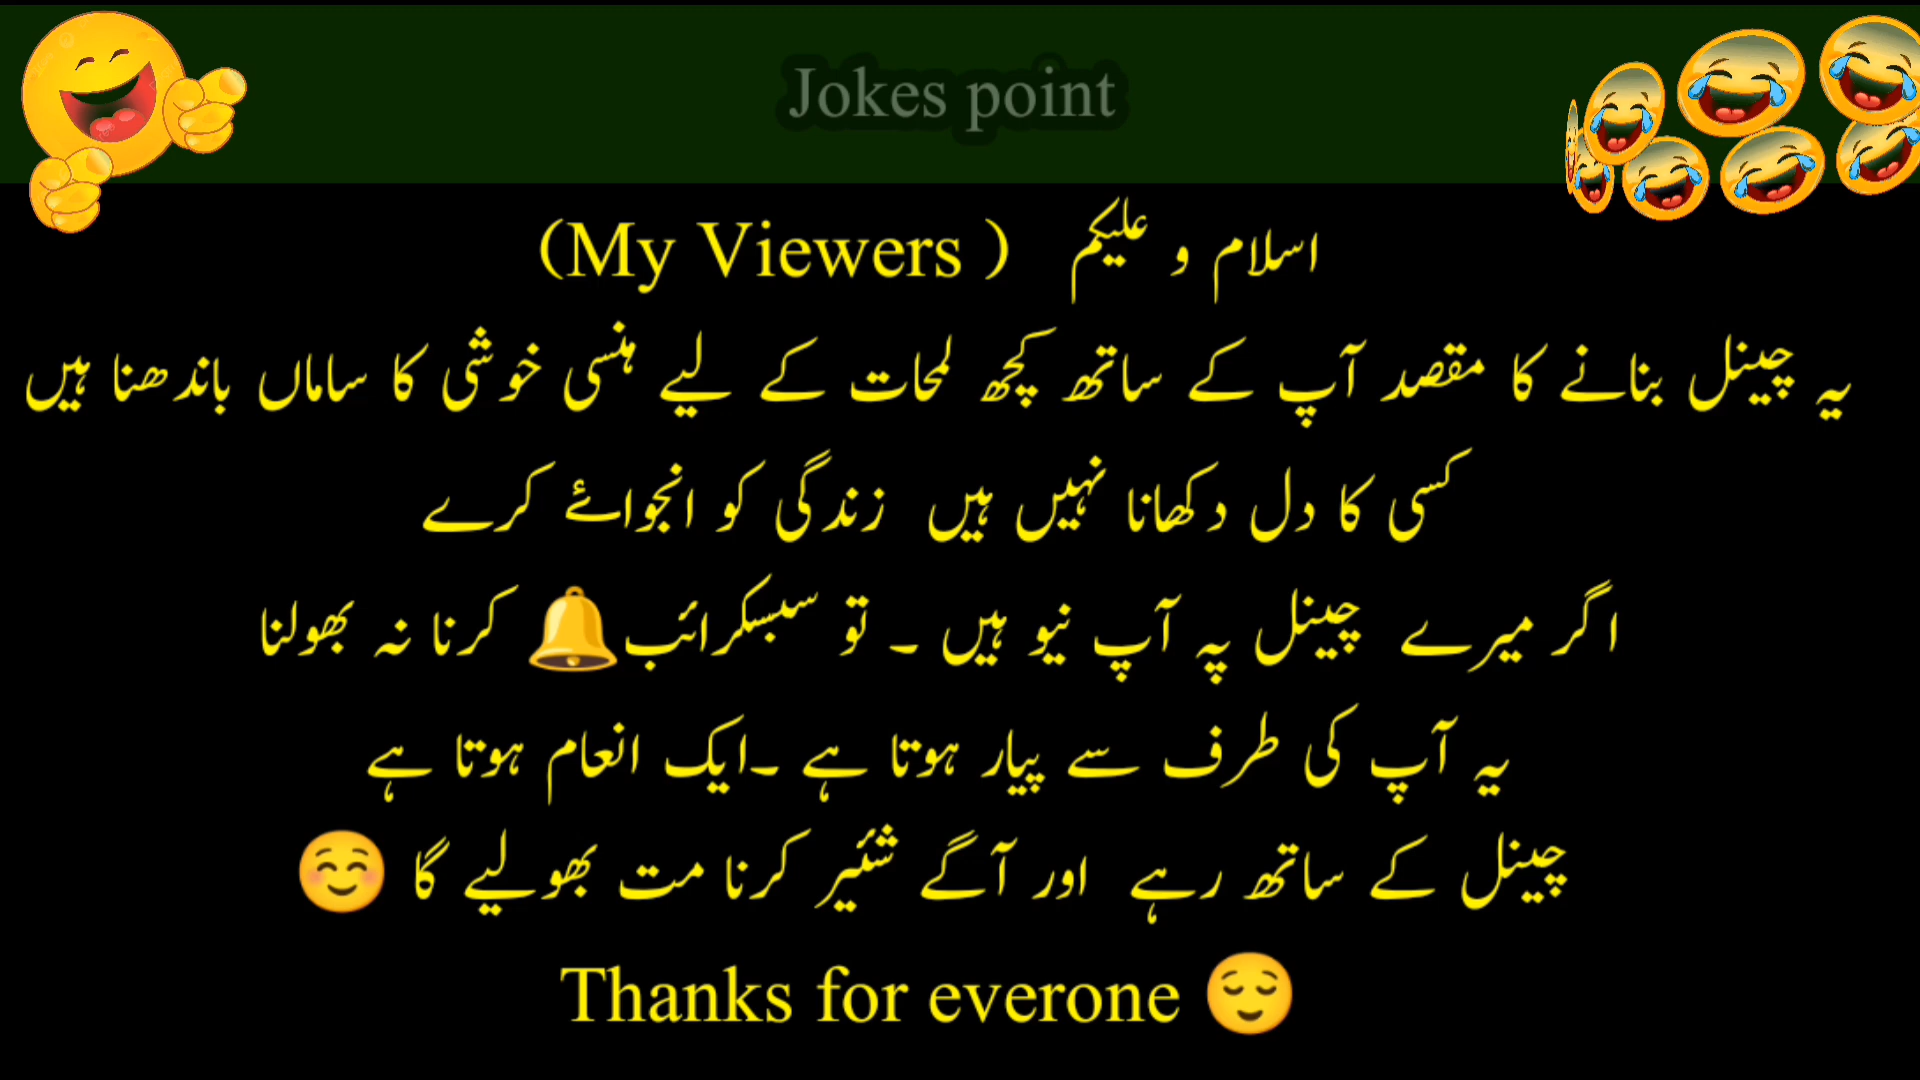 Jokes point
اسلام و علیکم (My Viewers )
یہ چینل بنانے کا مقصد آپ کے ساتھ کچھ لمحات کے لیے ہنسی خوشی کا ساماں باندھنا ہیں
کسی کا دل دکھانا نہیں ہیں زندگی کو انجوائے کرے
اگر میرے چینل پہ آپ نیو ہیں ۔ تو سبسکرائب🔔 کرنا نہ بھولنا
یہ آپ کی طرف سے پیار ہوتا ہے ۔ایک انعام ہوتا ہے
چینل کے ساتھ رہے اور آگے شئیر کرنا مت بھولیے گا ☺️
Thanks for everone 😌